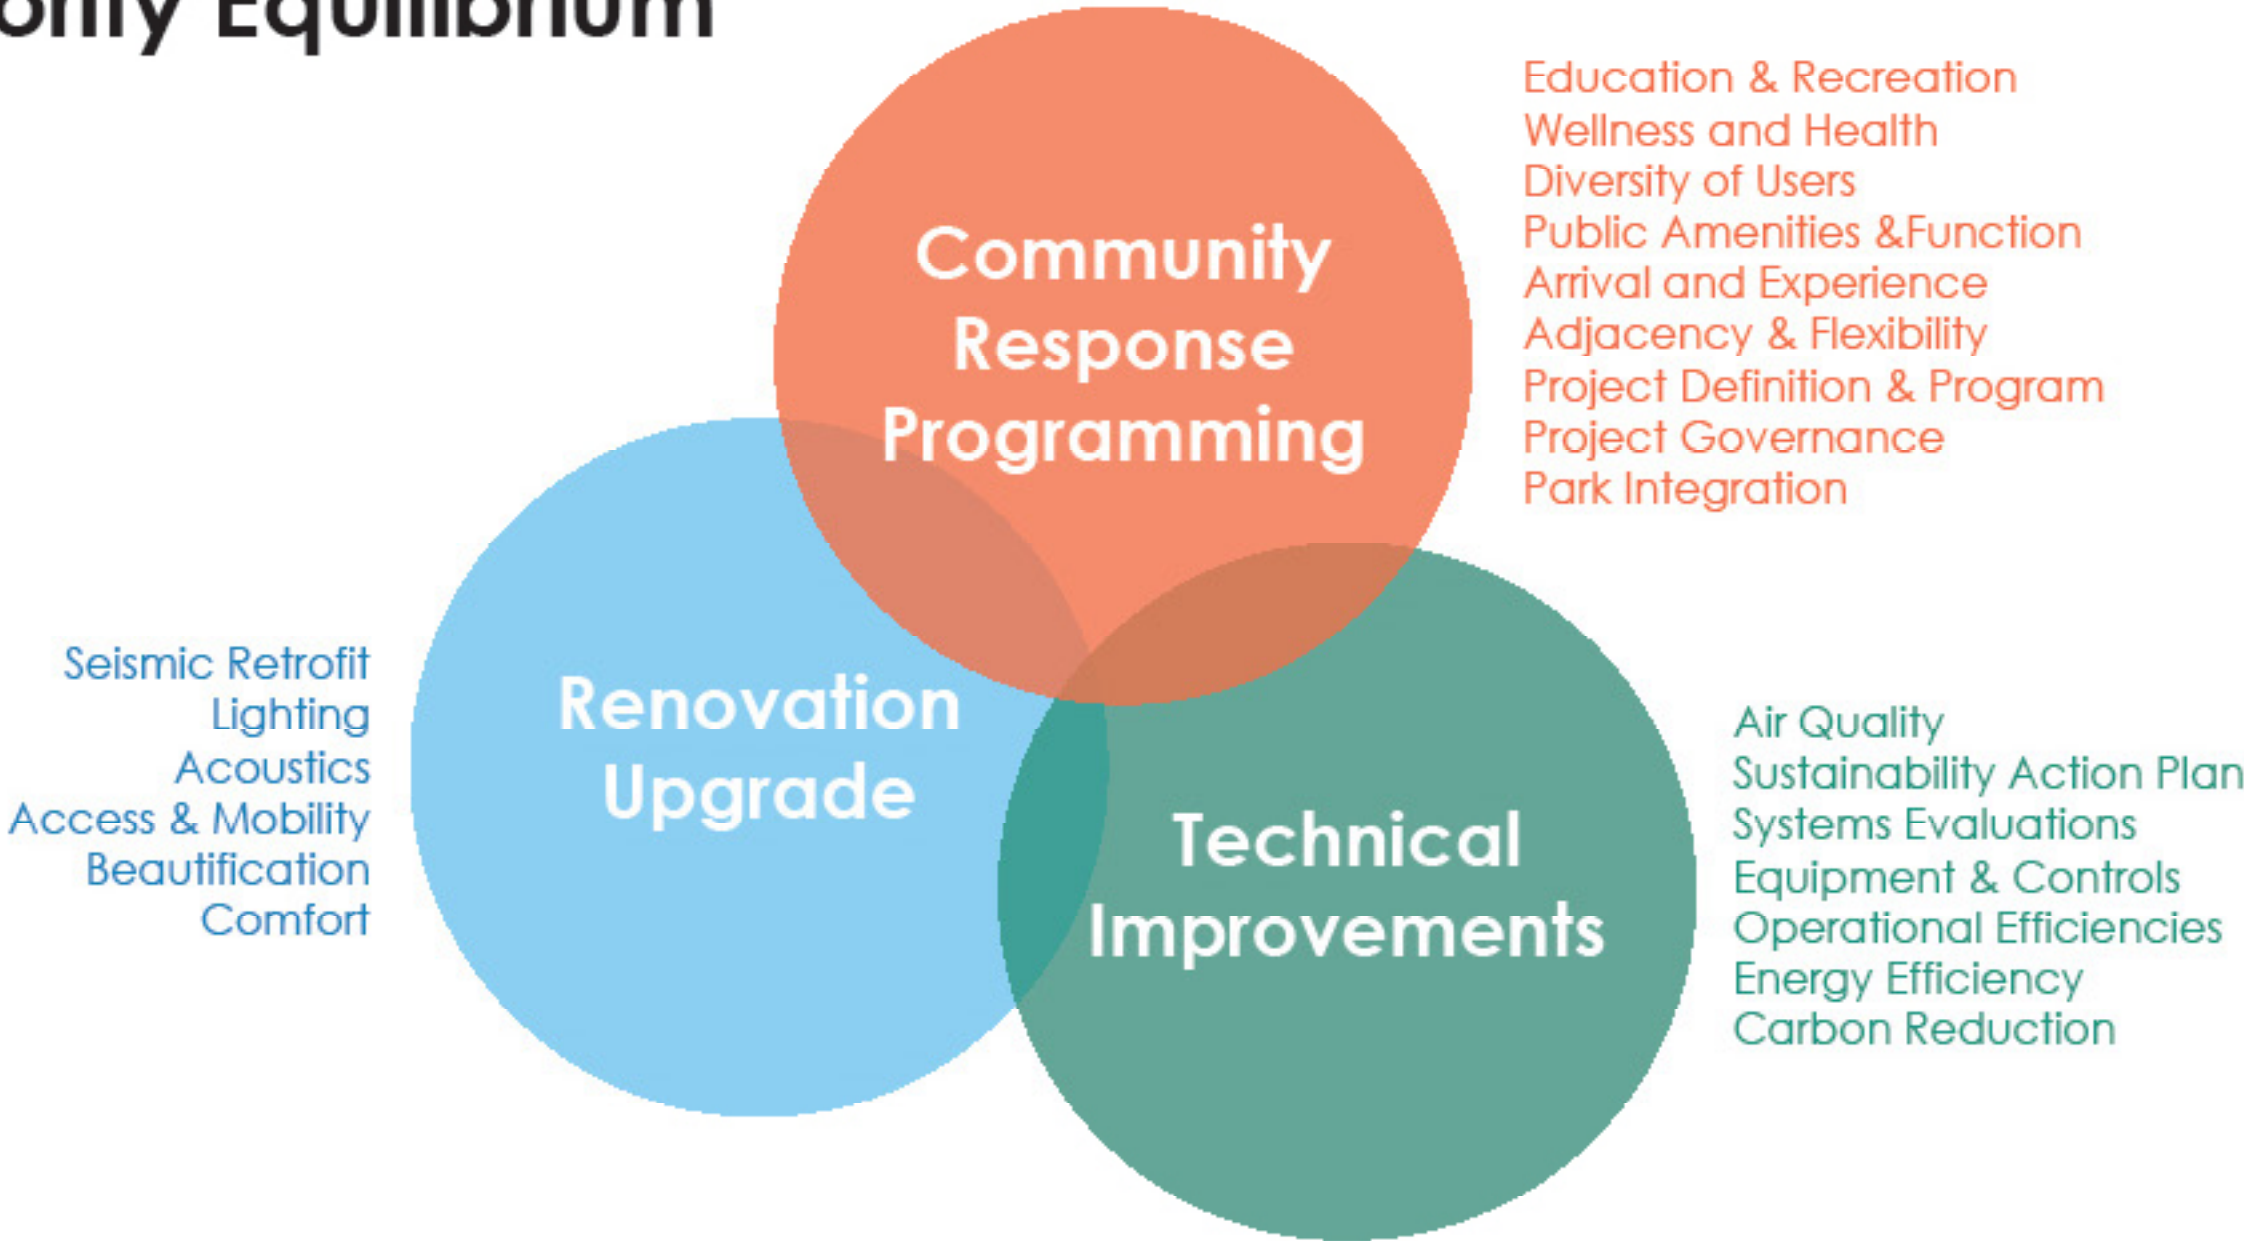 Equilibrium
Community
Response
Programming
Education & Recreation
Wellness and Health
Diversity of Users
Public Amenities &Function
Arrival and Experience
Adjacency & Flexibility
Project Definition & Program
Project Governance
Park Integration
Renovation
Upgrade
Seismic Retrofit
Lighting
Acoustics
Access & Mobility
Beautification
Comfort
Technical
Improvements
Air Quality
Sustainability Action Plan
Systems Evaluations
Equipment & Controls
Operational Efficiencies
Energy Efficiency
Carbon Reduction